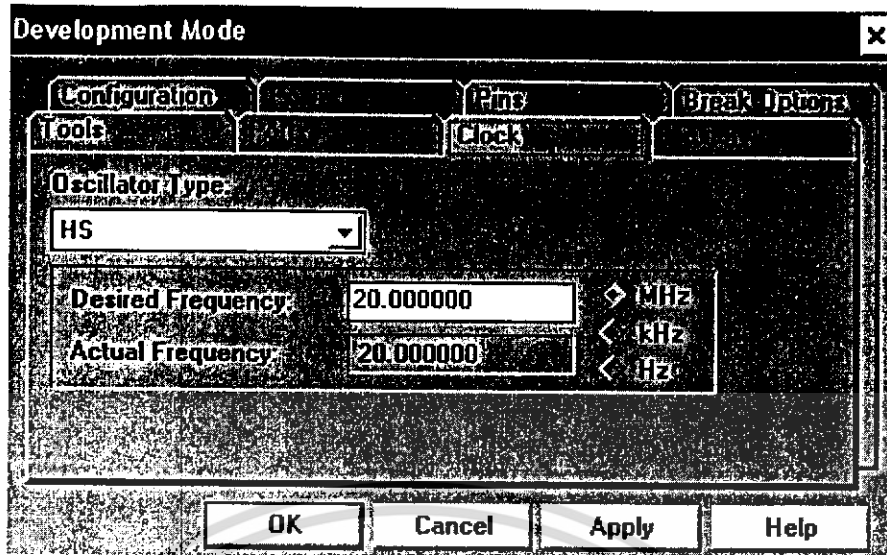 Development Mode
Configuration Pins Break Options
Tools Clock
Oscillator Type:
HS
Desired Frequency: 20.000000 MHz
kHz
Actual Frequency: 20.000000
Hz
OK Cancel Apply Help